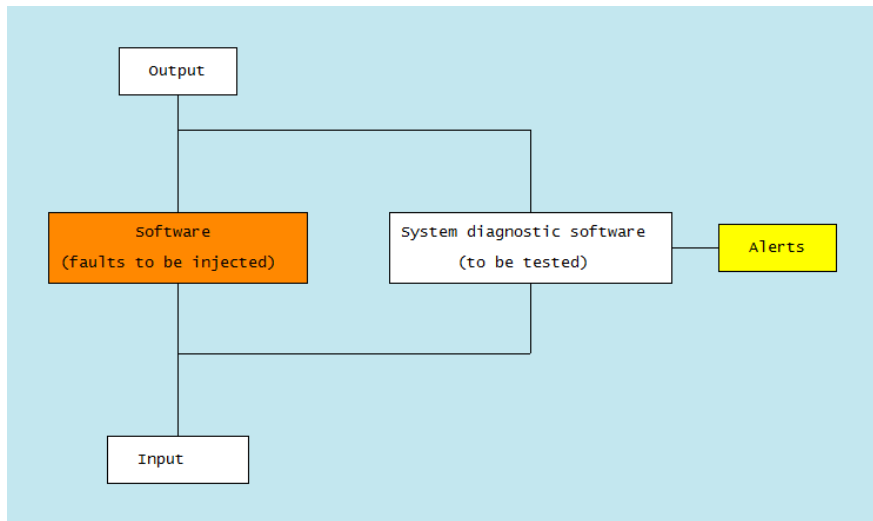 Output
Software
(faults to be injected)
System diagnostic software
(to be tested)
Alerts
Input